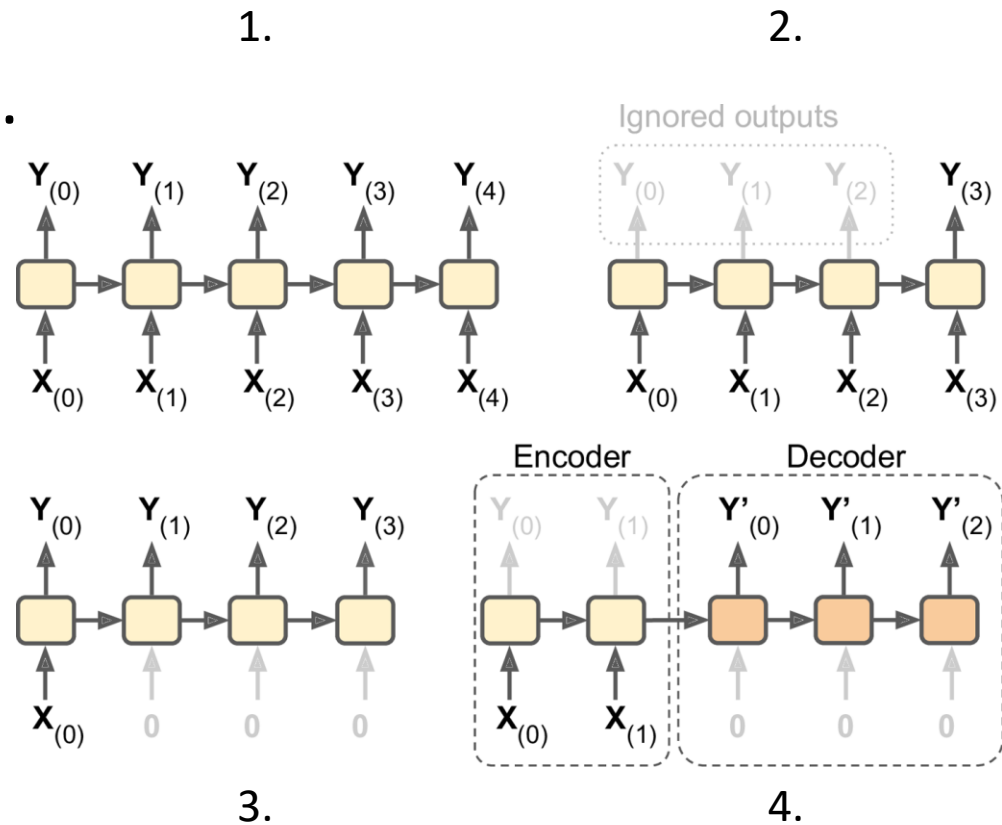 1. 2.
.
Ignored outputs
Y(0) Y(1) Y(2) Y(3) Y(4) Y(0) Y(1) Y(2) Y(3)
X(0) X(1) X(2) X(3) X(4) X(0) X(1) X(2) X(3)
Encoder Decoder
Y(0) Y(1) Y(2) Y(3) Y(0) Y(1) Y'(0) Y'(1) Y'(2)
X(0) 0 0 0 X(0) X(1) 0 0 0
3. 4.